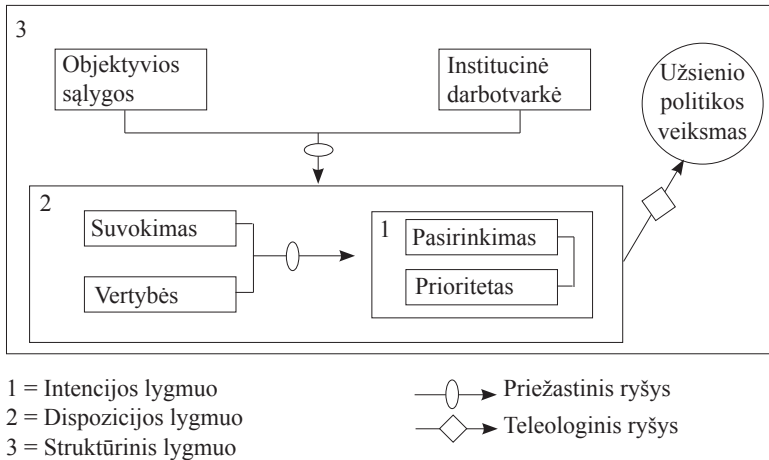 3
Objektyvios
sąlygos
Institucinė
darbotvarkė
Užsienio
politikos
veiksmas
2
Suvokimas
Vertybės
1
Pasirinkimas
Prioritetas
1 = Intencijos lygmuo
2 = Dispozicijos lygmuo
3 = Struktūrinis lygmuo
Priežastinis ryšys
Teleologinis ryšys